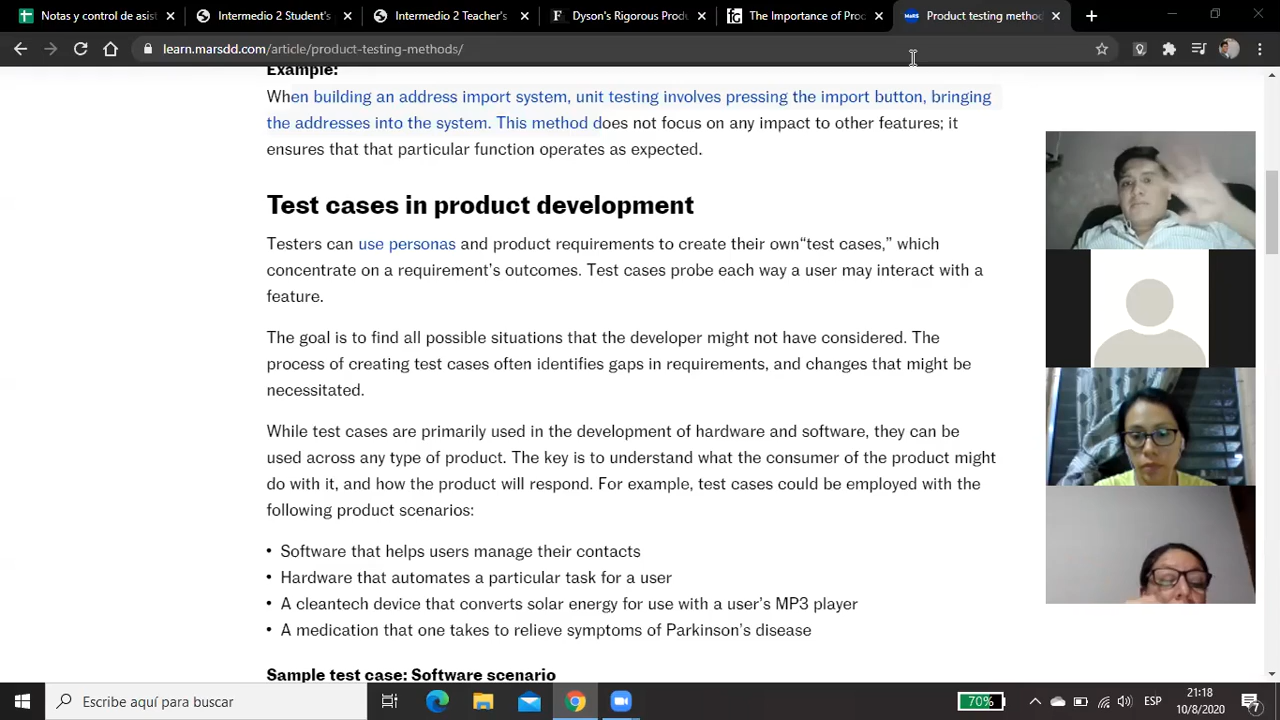 Notas y control de asist
Intermedio 2 Student's
Intermedio 2 Teacher's
Dyson's Rigorous Produ
The Importance of Proc
Product testing metho
learn.marsdd.com/article/product-testing-methods/
Example:
When building an address import system, unit testing involves pressing the import button, bringing
the addresses into the system. This method does not focus on any impact to other features; it
ensures that that particular function operates as expected.
Test cases in product development
Testers can use personas and product requirements to create their own“test cases,” which
concentrate on a requirement’s outcomes. Test cases probe each way a user may interact with a
feature.
The goal is to find all possible situations that the developer might not have considered. The
process of creating test cases often identifies gaps in requirements, and changes that might be
necessitated.
While test cases are primarily used in the development of hardware and software, they can be
used across any type of product. The key is to understand what the consumer of the product might
do with it, and how the product will respond. For example, test cases could be employed with the
following product scenarios:
• Software that helps users manage their contacts
• Hardware that automates a particular task for a user
• A cleantech device that converts solar energy for use with a user’s MP3 player
• A medication that one takes to relieve symptoms of Parkinson’s disease
Sample test case: Software scenario
Escribe aquí para buscar
70%
ESP
21:18
10/8/2020
7